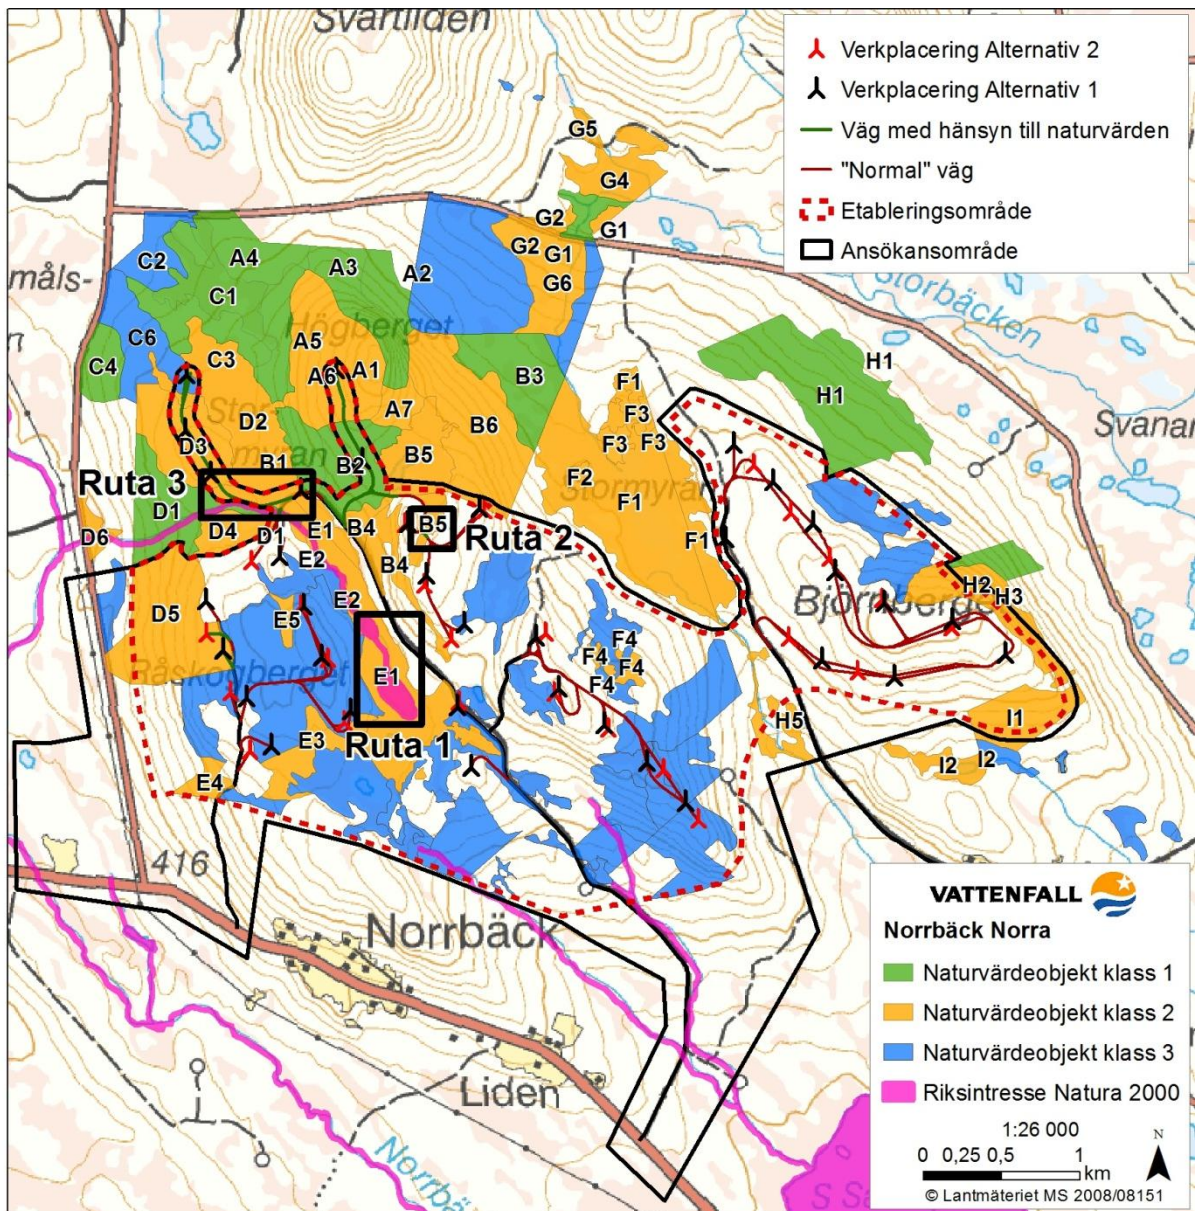 Svartliden
Verkplacering Alternativ 2
Verkplacering Alternativ 1
Väg med hänsyn till naturvärden
"Normal" väg
Etableringsområde
Ansökansområde
G5
G4
G2
G1
G2
G1
G6
C2
A4
A3
A2
måls-
C1
Storbäcken
Högberget
C6
A5
C4
C3
A6
A1
B3
H1
H1
F1
A7
D2
B6
F3
F3
F3
Svanar
D3
B1
B2
B5
F2
Stormyran
F1
Ruta 3
D1
D4
D1
E1
B4
B5
Ruta 2
F1
D6
E2
B4
H2
H3
D5
E2
E5
Björnberget
F4
F4
F4
F4
Råskogberget
E1
H5
I1
Ruta 1
E3
E4
I2
I2
416
Norrbäck
Liden
VATTENFALL
Norrbäck Norra
Naturvärdeobjekt klass 1
Naturvärdeobjekt klass 2
Naturvärdeobjekt klass 3
Riksintresse Natura 2000
1:26 000
N
0 0,25 0,5 1
km
© Lantmäteriet MS 2008/08151